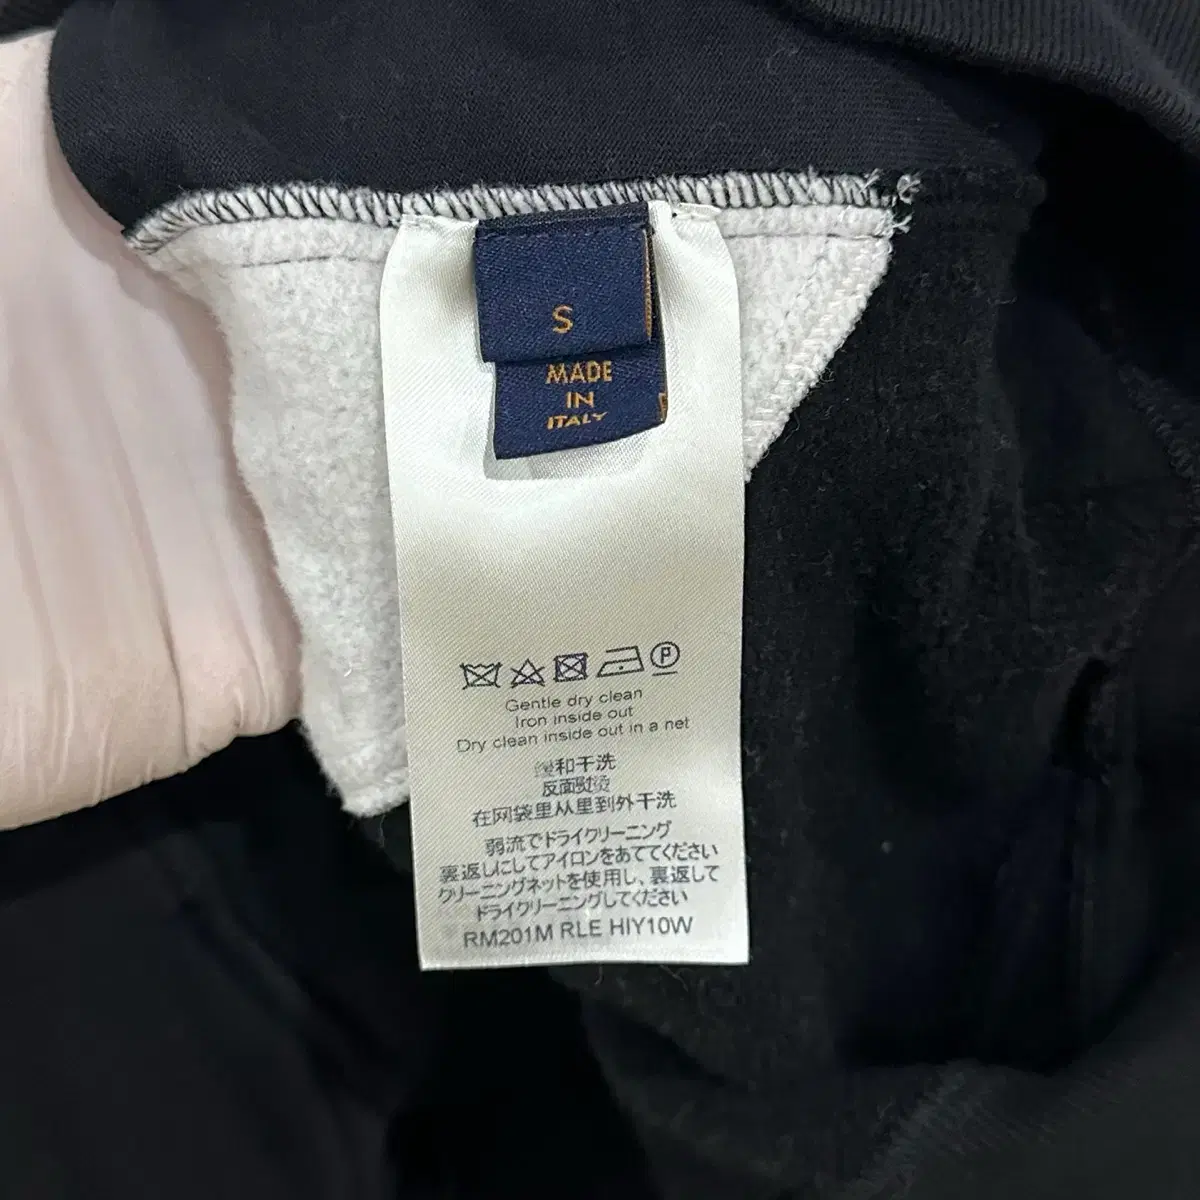 S
MADE
IN
ITALY
P
Gentle dry clean
Iron inside out
Dry clean inside out in a net
缓和干洗
反面熨烫
在网袋里从里到外干洗
弱流でドライクリーニング
裏返しにしてアイロンをあててください
クリーニングネットを使用し、裏返して
ドライクリーニングしてください
RM201M RLE HIY10W